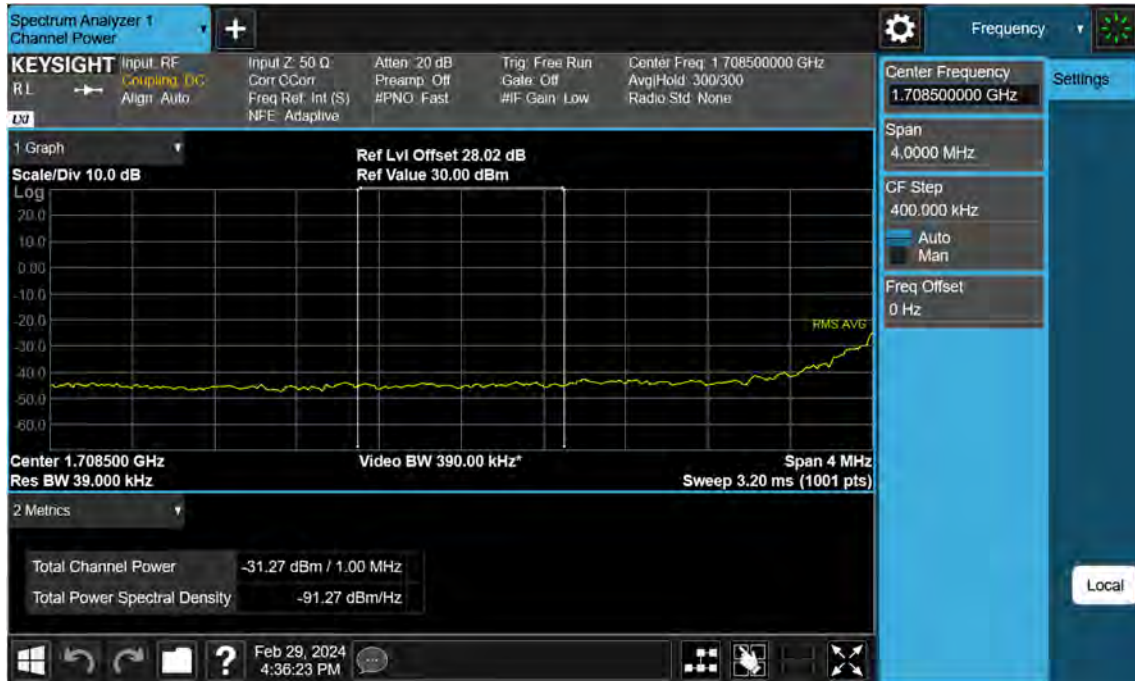 Spectrum Analyzer 1
Channel Power
Frequency
KEYSIGHT
RL
LXI
Input: RF
Coupling: DC
Align: Auto
Input Z: 50 Ω
Corr CCorr
Freq Ref: Int (S)
NFE: Adaptive
Atten: 20 dB
Preamp: Off
#PNO: Fast
Trig: Free Run
Gate: Off
#IF Gain: Low
Center Freq: 1.708500000 GHz
Avg|Hold: 300/300
Radio Std: None
Center Frequency
1.708500000 GHz
Settings
Span
4.0000 MHz
CF Step
400.000 kHz
Auto
Man
Freq Offset
0 Hz
1 Graph
Scale/Div 10.0 dB
Ref Lvl Offset 28.02 dB
Ref Value 30.00 dBm
Log
20.0
10.0
0.00
-10.0
-20.0
-30.0
-40.0
-50.0
-60.0
RMS AVG
Center 1.708500 GHz
Res BW 39.000 kHz
Video BW 390.00 kHz*
Span 4 MHz
Sweep 3.20 ms (1001 pts)
2 Metrics
Total Channel Power -31.27 dBm / 1.00 MHz
Total Power Spectral Density -91.27 dBm/Hz
Local
?
Feb 29, 2024
4:36:23 PM